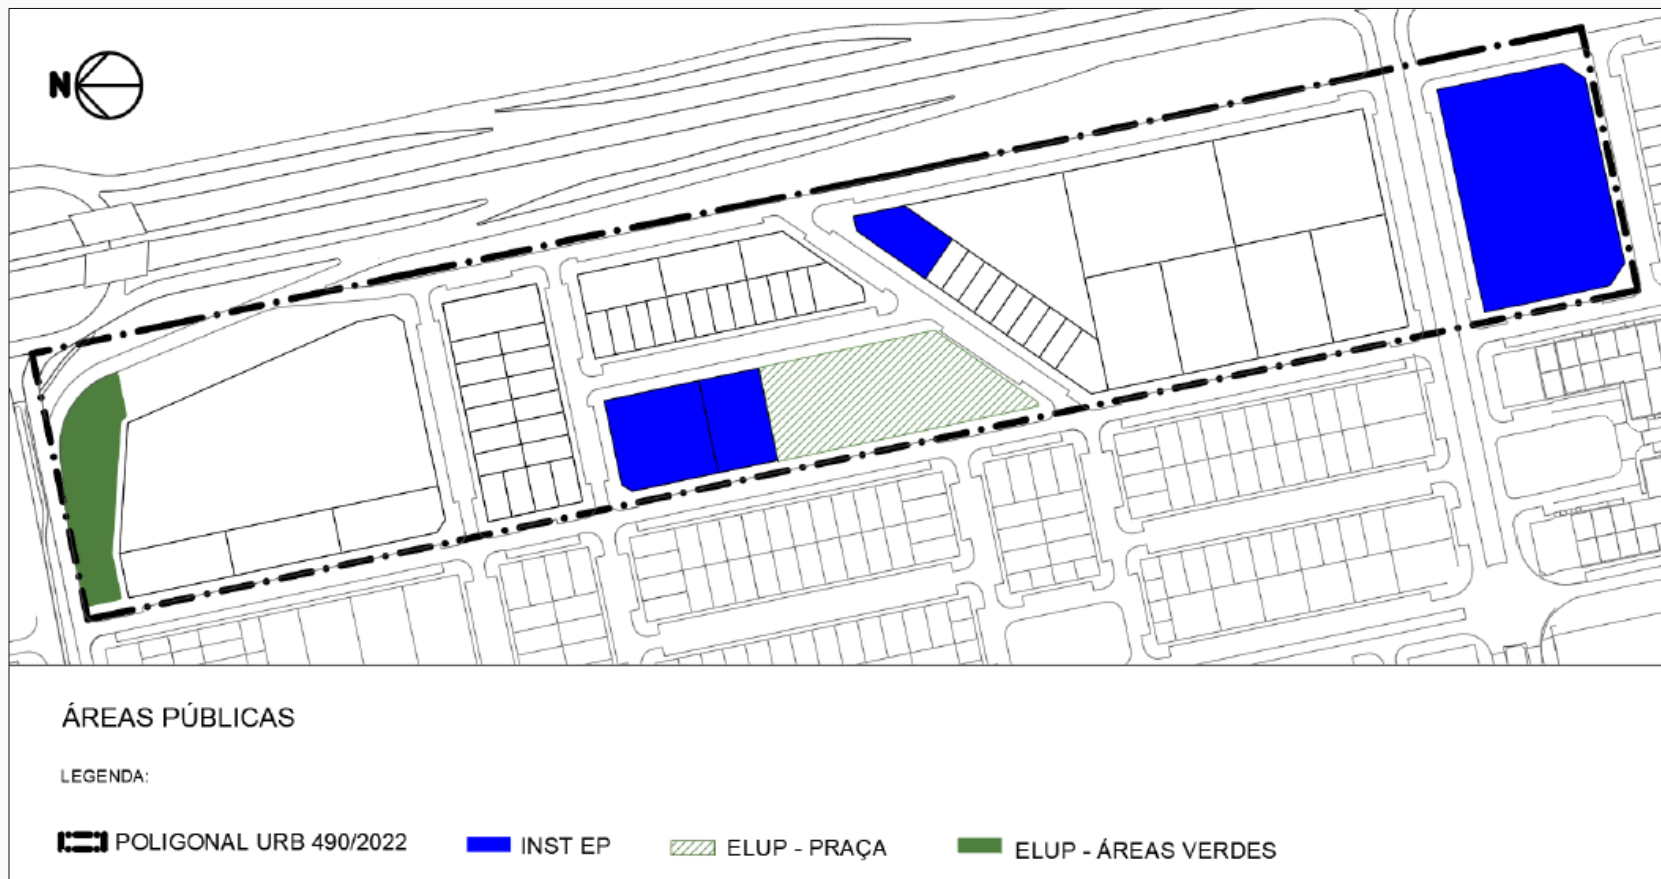 N
ÁREAS PÚBLICAS
LEGENDA:
POLIGONAL URB 490/2022
INST EP
ELUP - PRAÇA
ELUP - ÁREAS VERDES